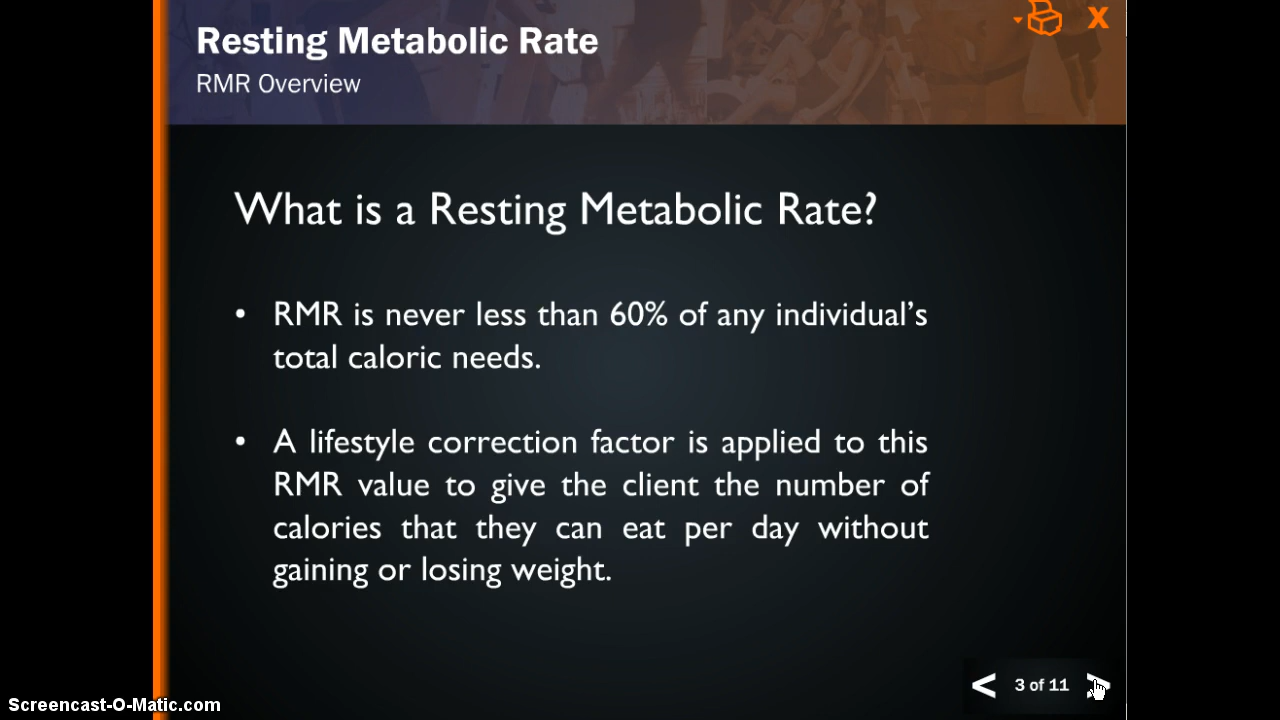 Resting Metabolic Rate
X
RMR Overview
What is a Resting Metabolic Rate?
• RMR is never less than 60% of any individual’s
total caloric needs.
• A lifestyle correction factor is applied to this
RMR value to give the client the number of
calories that they can eat per day without
gaining or losing weight.
< 3 of 11 >
Screencast-O-Matic.com